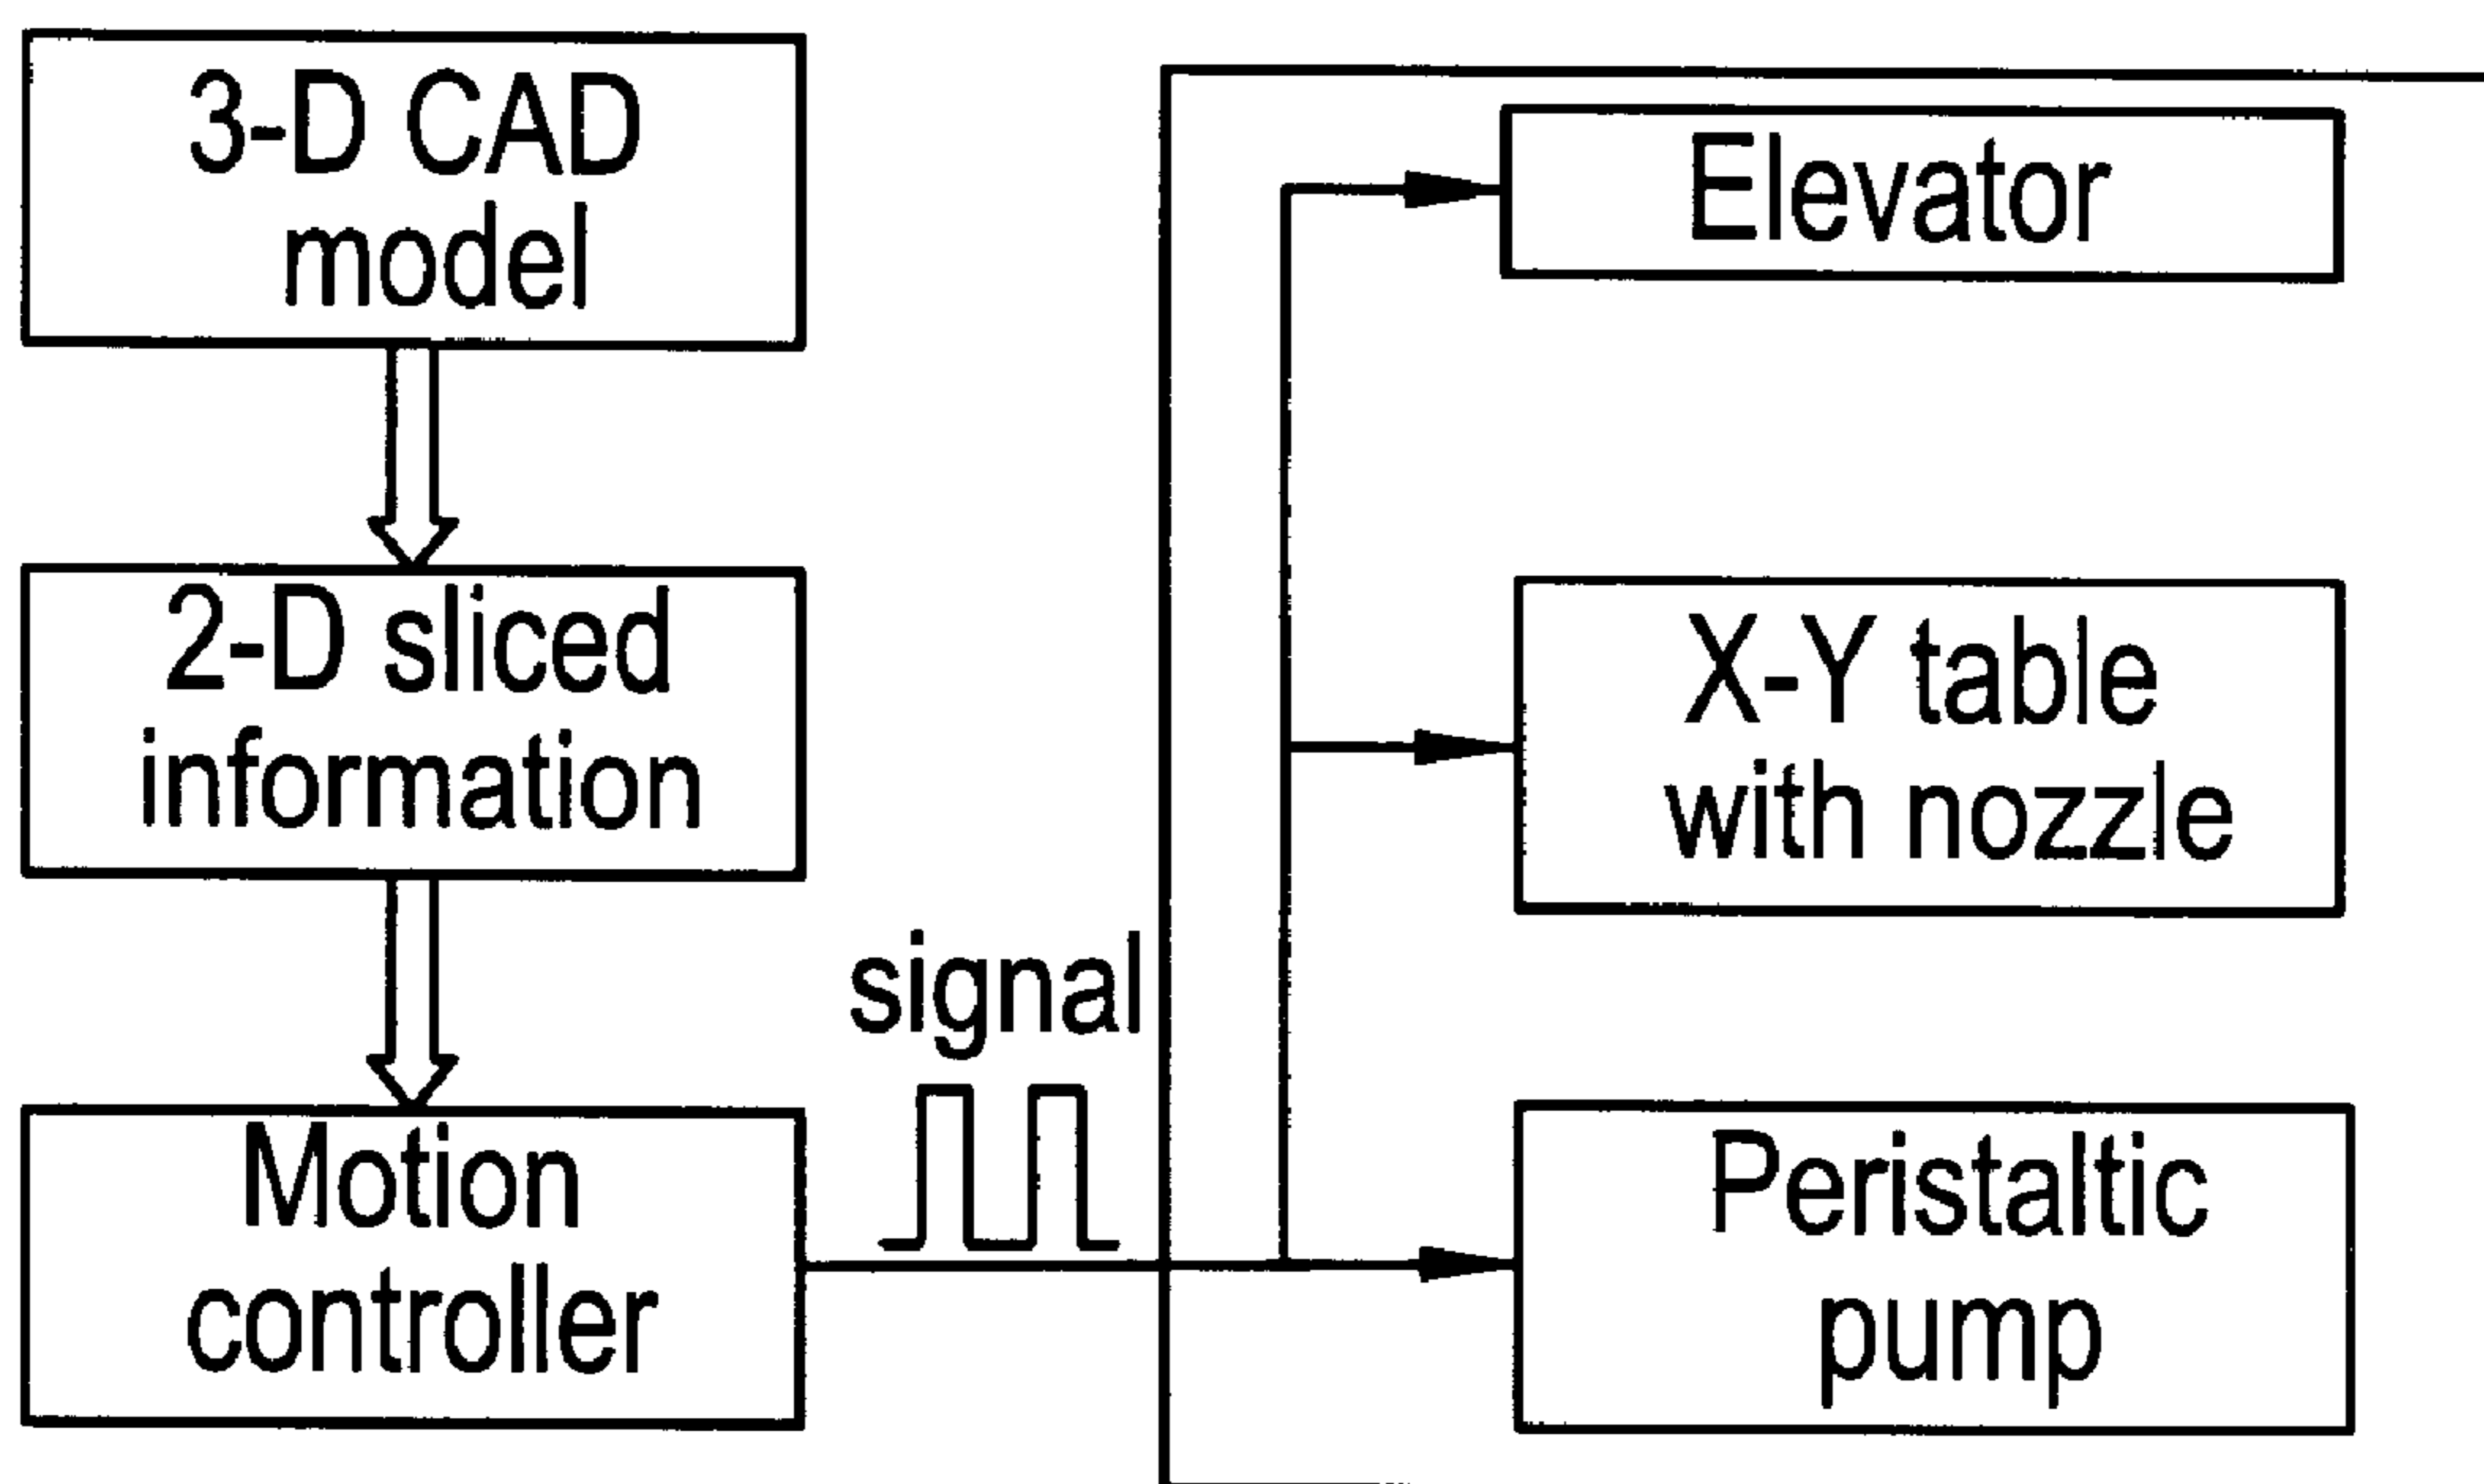 3-D CAD
model
2-D sliced
information
Motion
controller
signal
Elevator
X-Y table
with nozzle
Peristaltic
pump